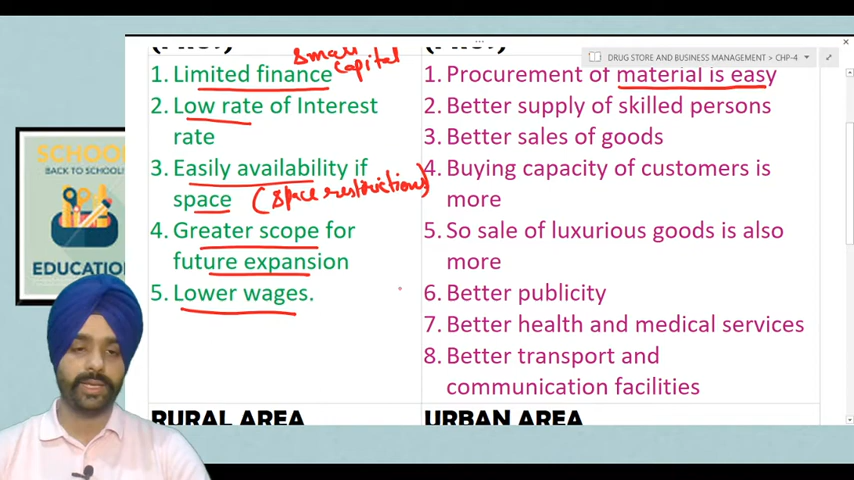 DRUG STORE AND BUSINESS MANAGEMENT > CHP-4
small
capital
1. Limited finance
2. Low rate of Interest
rate
3. Easily availability if
space
(space restrictions)
4. Greater scope for
future expansion
5. Lower wages.
1. Procurement of material is easy
2. Better supply of skilled persons
3. Better sales of goods
4. Buying capacity of customers is
more
5. So sale of luxurious goods is also
more
6. Better publicity
7. Better health and medical services
8. Better transport and
communication facilities
RURAL AREA
URBAN AREA
SCHOOL
BACK TO SCHOOL
EDUCATION